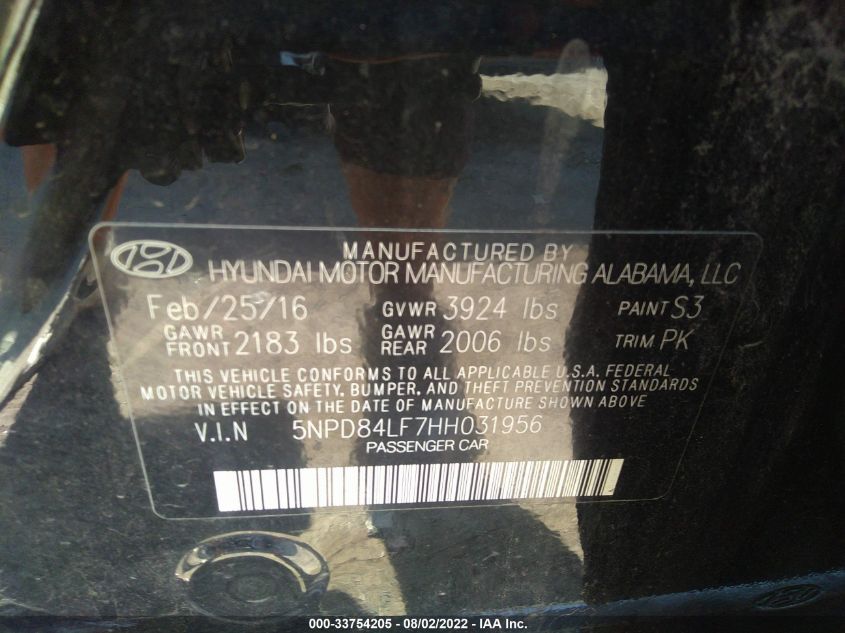 MANUFACTURED BY
HYUNDAI MOTOR MANUFACTURING ALABAMA, LLC
Feb/25/16 GVWR 3924 lbs PAINT S3
GAWR FRONT 2183 lbs GAWR REAR 2006 lbs TRIM PK
THIS VEHICLE CONFORMS TO ALL APPLICABLE U.S.A. FEDERAL
MOTOR VEHICLE SAFETY, BUMPER, AND THEFT PREVENTION STANDARDS
IN EFFECT ON THE DATE OF MANUFACTURE SHOWN ABOVE
V.I.N 5NPD84LF7HH031956
PASSENGER CAR
000-33754205 - 08/02/2022 - IAA Inc.